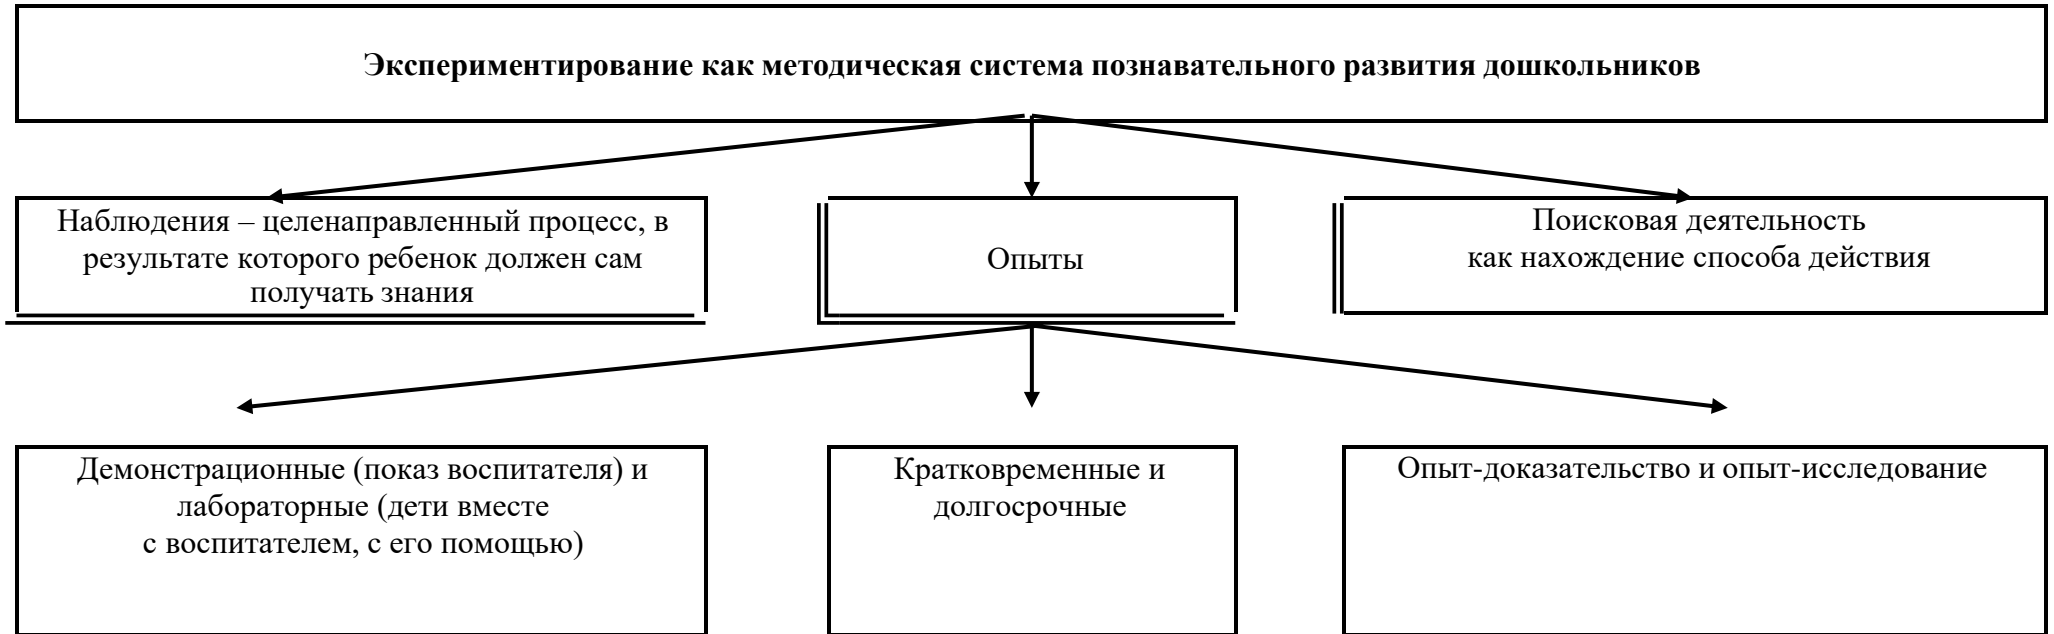 Экспериментирование как методическая система познавательного развития дошкольников
Наблюдения – целенаправленный процесс, в
результате которого ребенок должен сам
получать знания
Опыты
Поисковая деятельность
как нахождение способа действия
Демонстрационные (показ воспитателя) и
лабораторные (дети вместе
с воспитателем, с его помощью)
Кратковременные и
долгосрочные
Опыт-доказательство и опыт-исследование